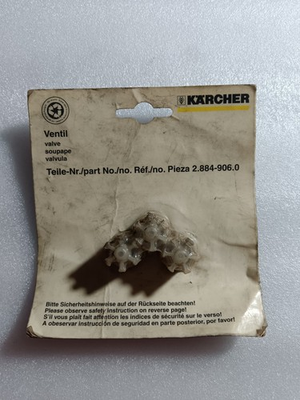 KÄRCHER
Ventil
valve
soupape
valvula
Teile-Nr./part No./no. Réf./no. Pieza 2.884-906.0
Bitte Sicherheitshinweise auf der Rückseite beachten!
Please observe safety instruction on reverse page!
S'il vous plait fait attention les indices de sécurité sur le verso!
A observar instrucción de seguridad en parte posterior, por favor!